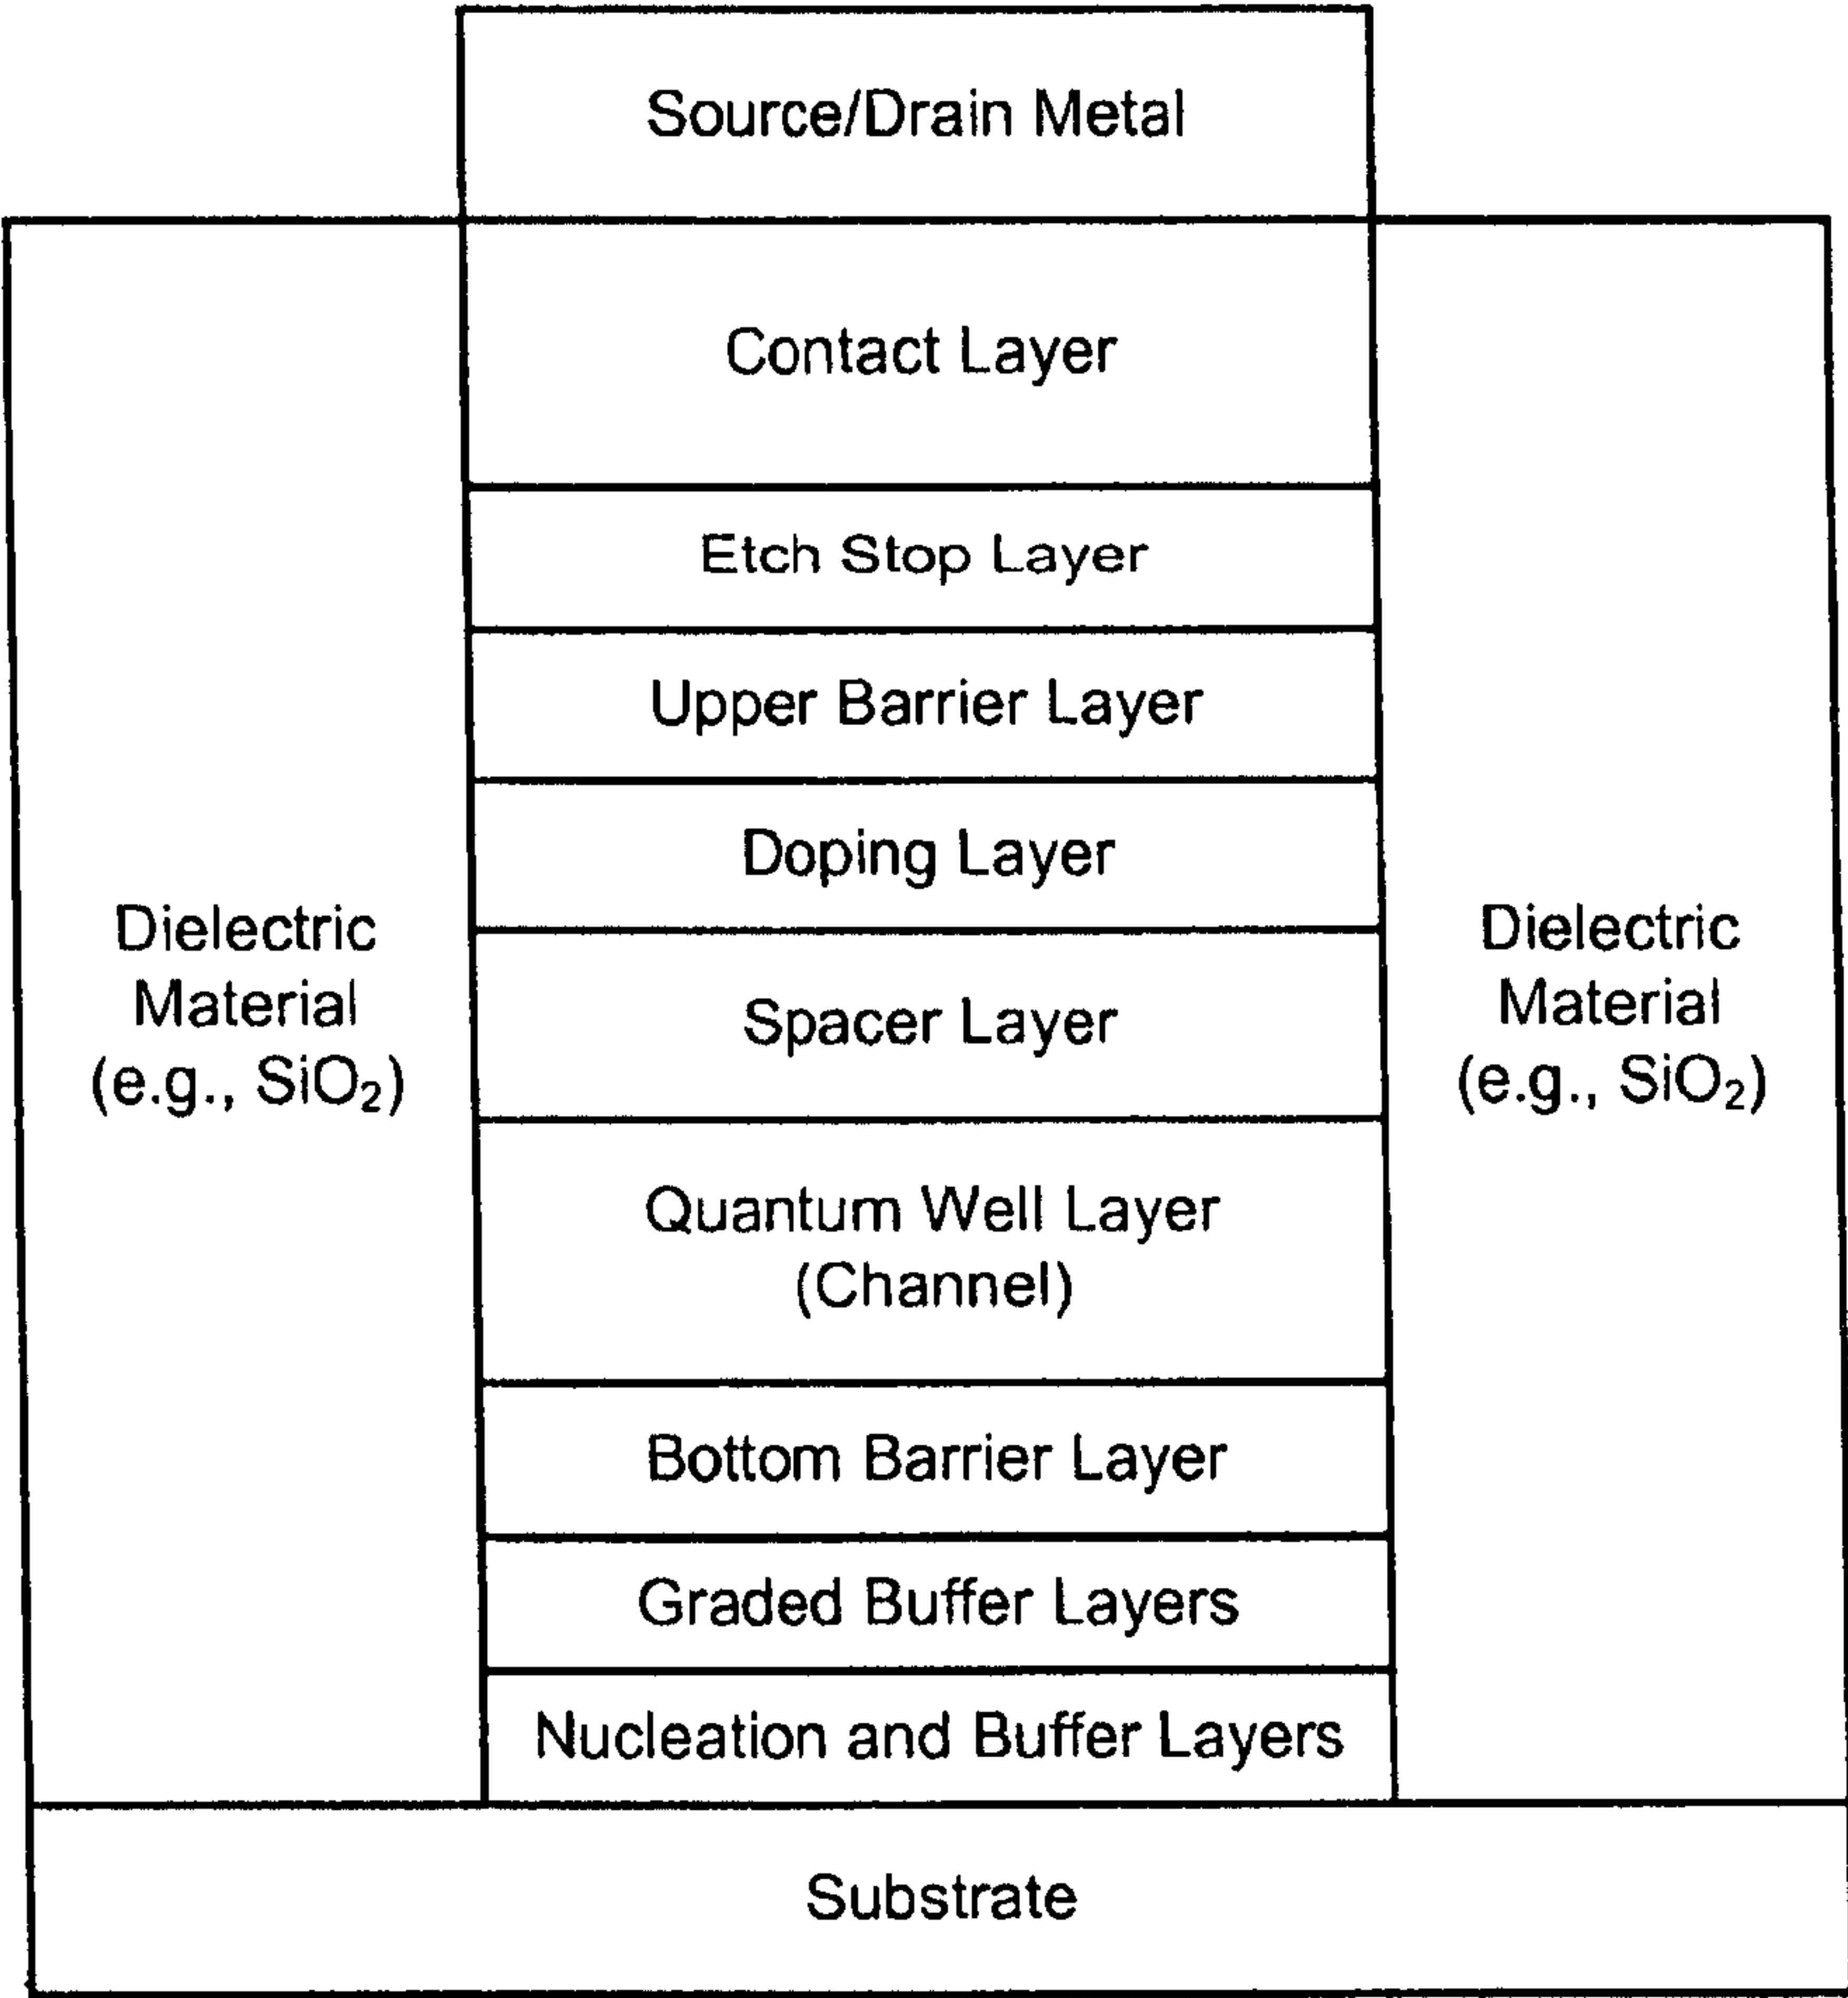 Source/Drain Metal
Contact Layer
Etch Stop Layer
Upper Barrier Layer
Doping Layer
Dielectric
Material
(e.g., SiO₂)
Spacer Layer
Dielectric
Material
(e.g., SiO₂)
Quantum Well Layer
(Channel)
Bottom Barrier Layer
Graded Buffer Layers
Nucleation and Buffer Layers
Substrate